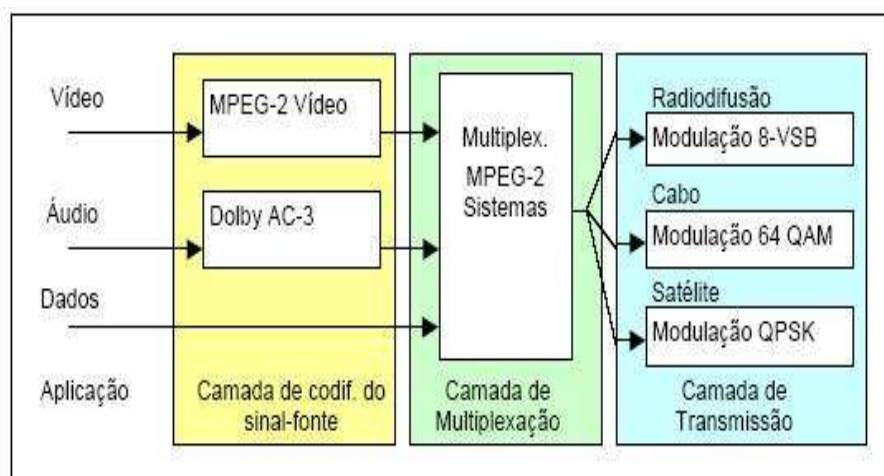 Vídeo
MPEG-2 Vídeo
Áudio
Dolby AC-3
Dados
Aplicação
Camada de codif. do
sinal-fonte
Multiplex.
MPEG-2
Sistemas
Camada de
Multiplexação
Radiodifusão
Modulação 8-VSB
Cabo
Modulação 64 QAM
Satélite
Modulação QPSK
Camada de
Transmissão